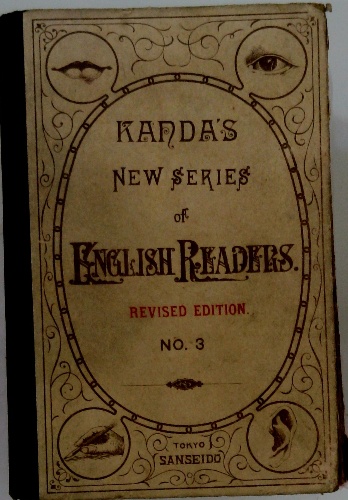 KANDA'S
NEW SERIES
of
ENGLISH READERS.
REVISED EDITION.
NO. 3
TOKYO
SANSEIDO